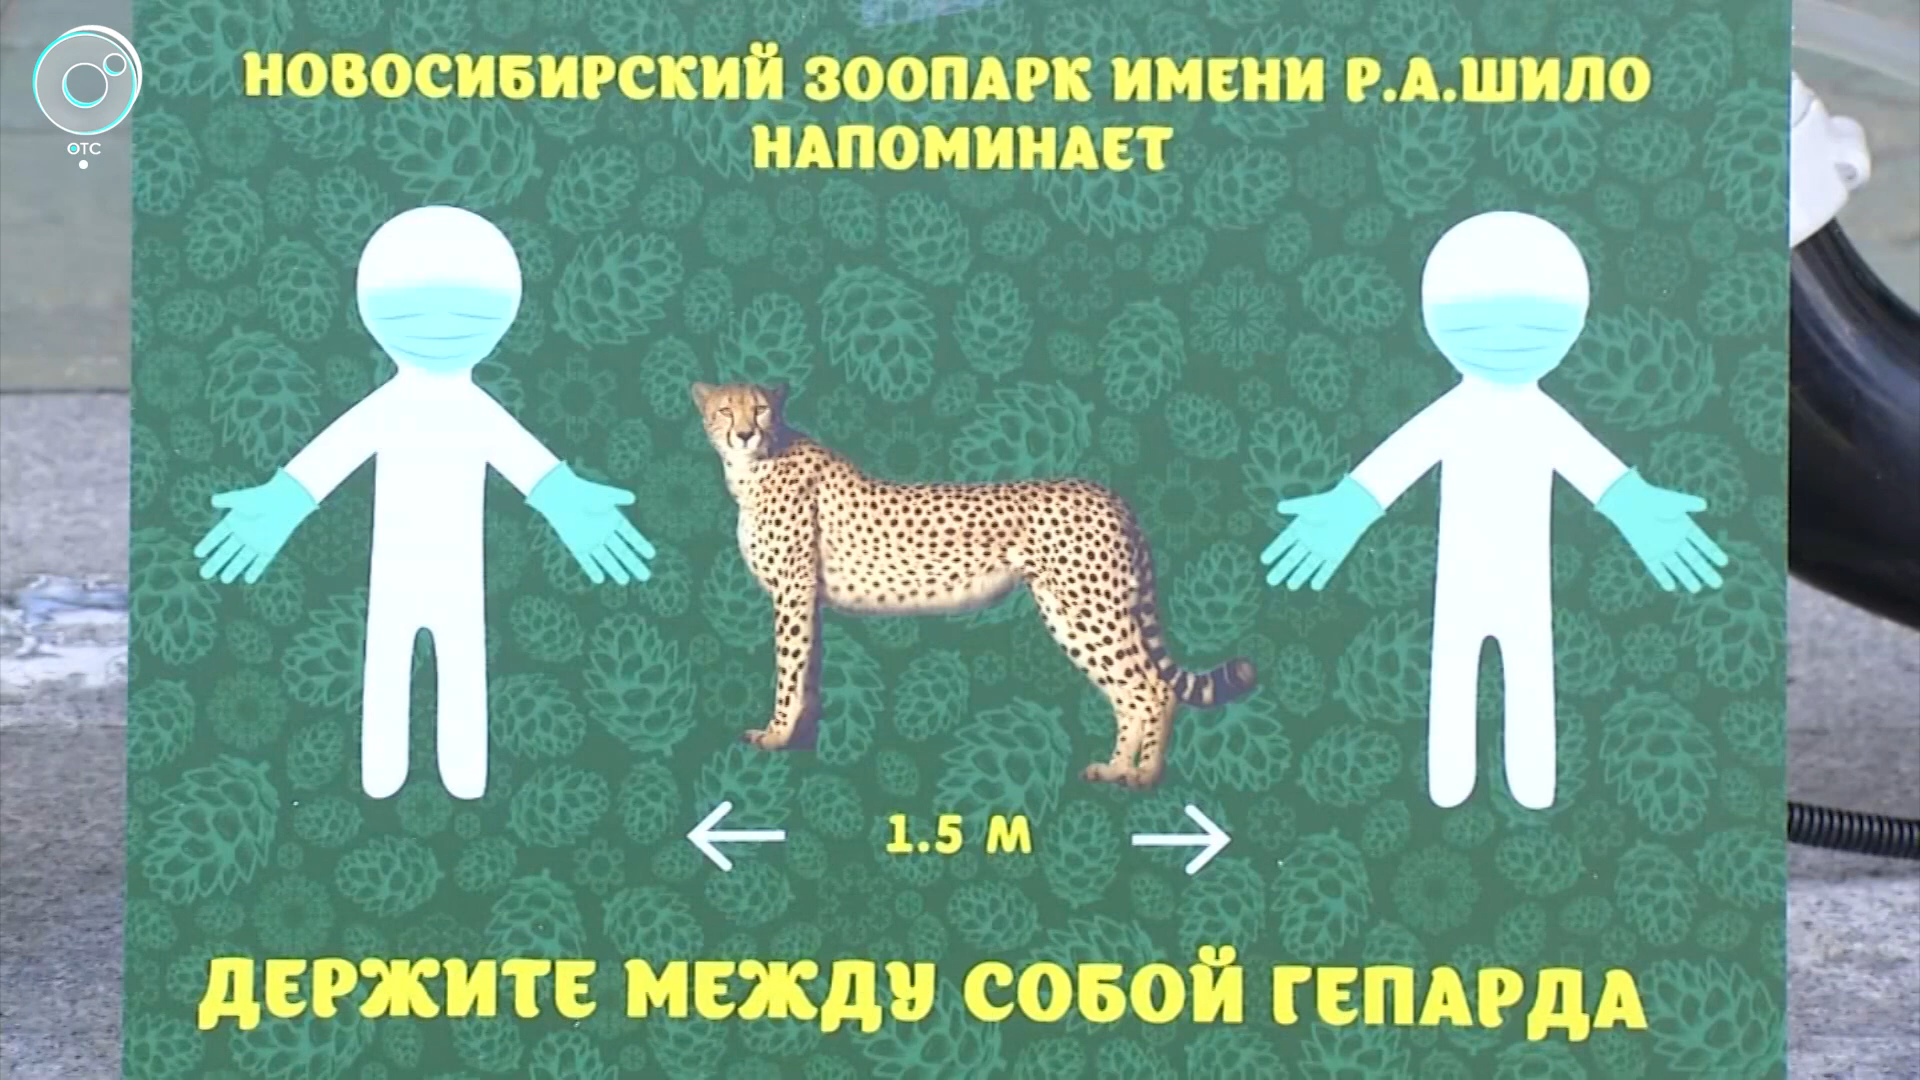 ОТС
НОВОСИБИРСКИЙ ЗООПАРК ИМЕНИ Р.А.ШИЛО
НАПОМИНАЕТ
1.5 М
ДЕРЖИТЕ МЕЖДУ СОБОЙ ГЕПАРДА